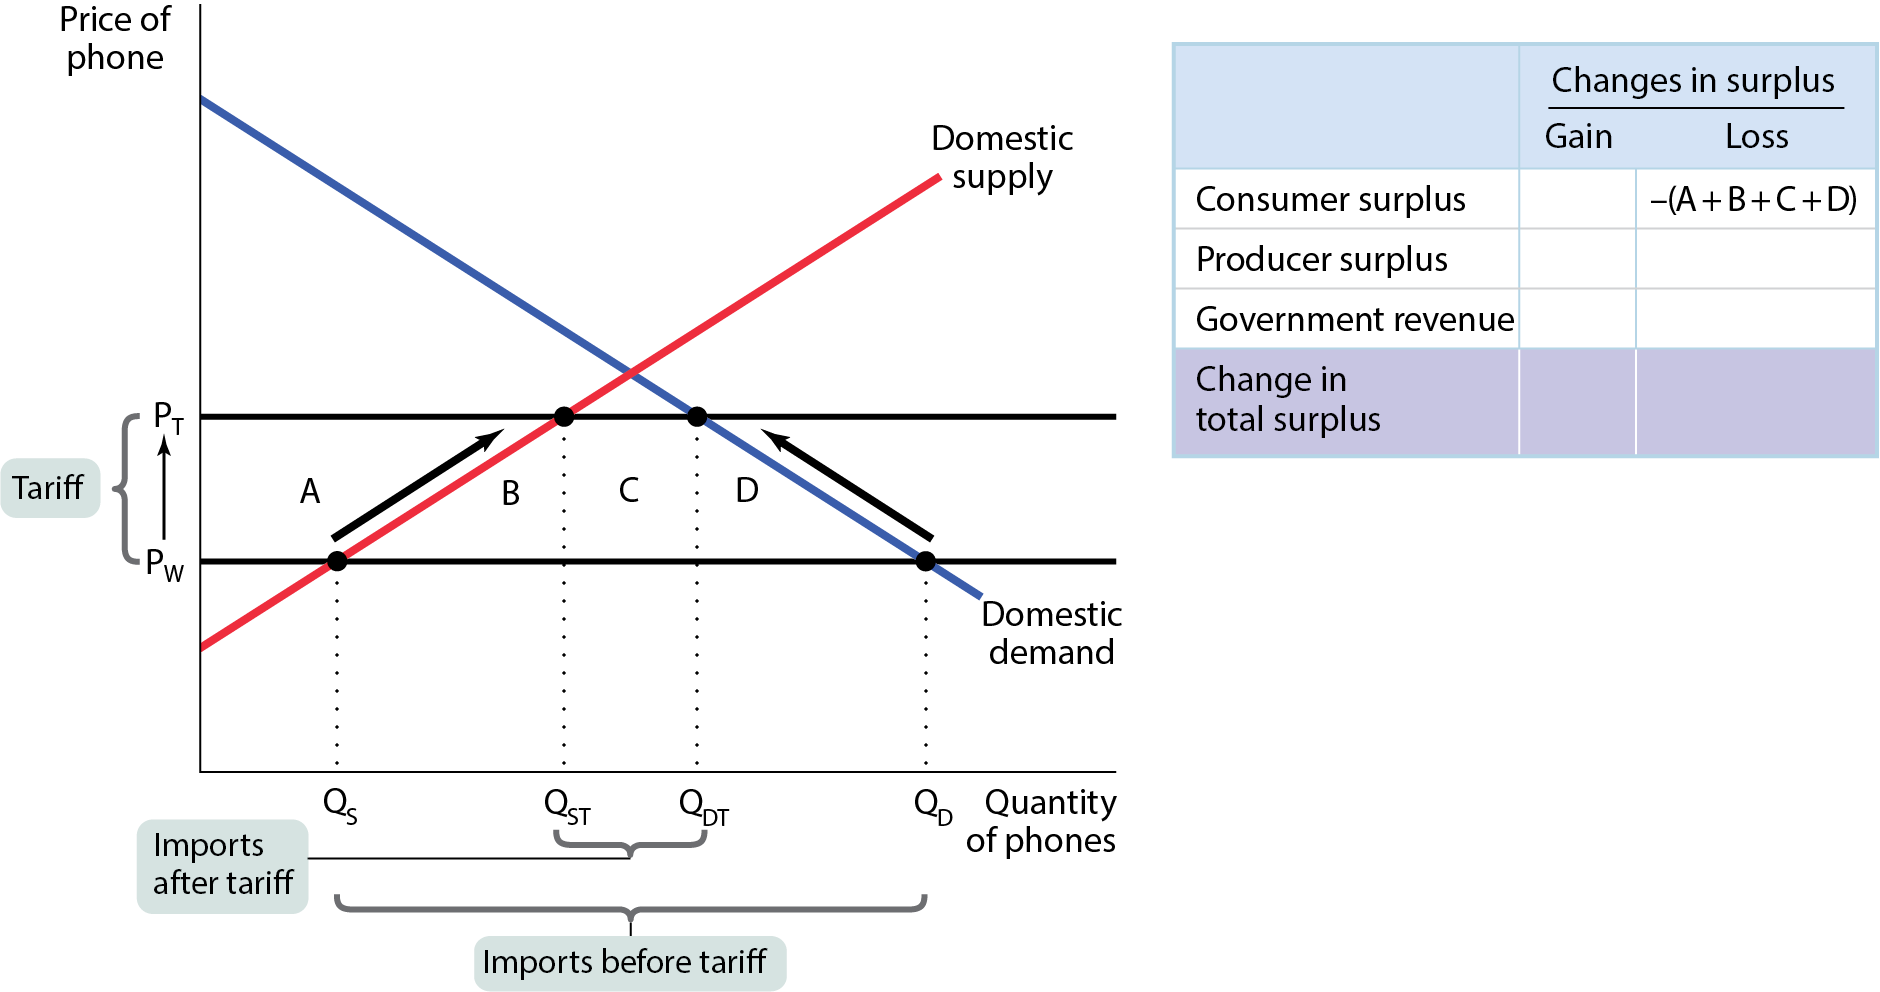 Price of
phone
Domestic
supply
P_T
Tariff
A
B
C
D
P_W
Domestic
demand
Q_S
Q_ST
Q_DT
Q_D
Quantity
of phones
Imports
after tariff
Imports before tariff
Changes in surplus
Gain Loss
Consumer surplus –(A + B + C + D)
Producer surplus
Government revenue
Change in
total surplus